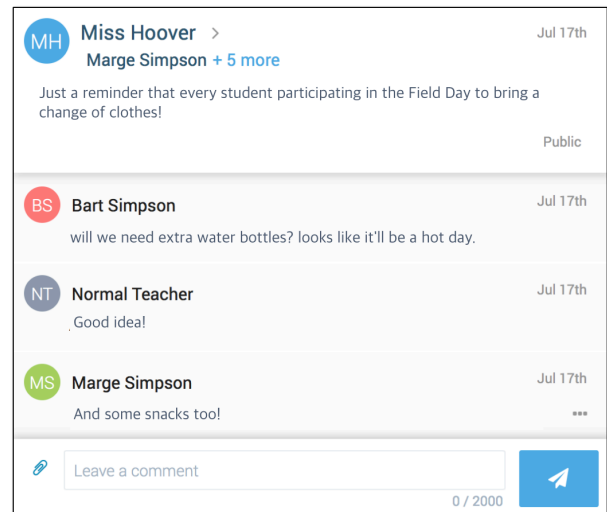 MH Miss Hoover > Jul 17th
Marge Simpson + 5 more
Just a reminder that every student participating in the Field Day to bring a
change of clothes!
Public
BS Bart Simpson Jul 17th
will we need extra water bottles? looks like it'll be a hot day.
NT Normal Teacher Jul 17th
Good idea!
MS Marge Simpson Jul 17th
And some snacks too!
Leave a comment
0 / 2000